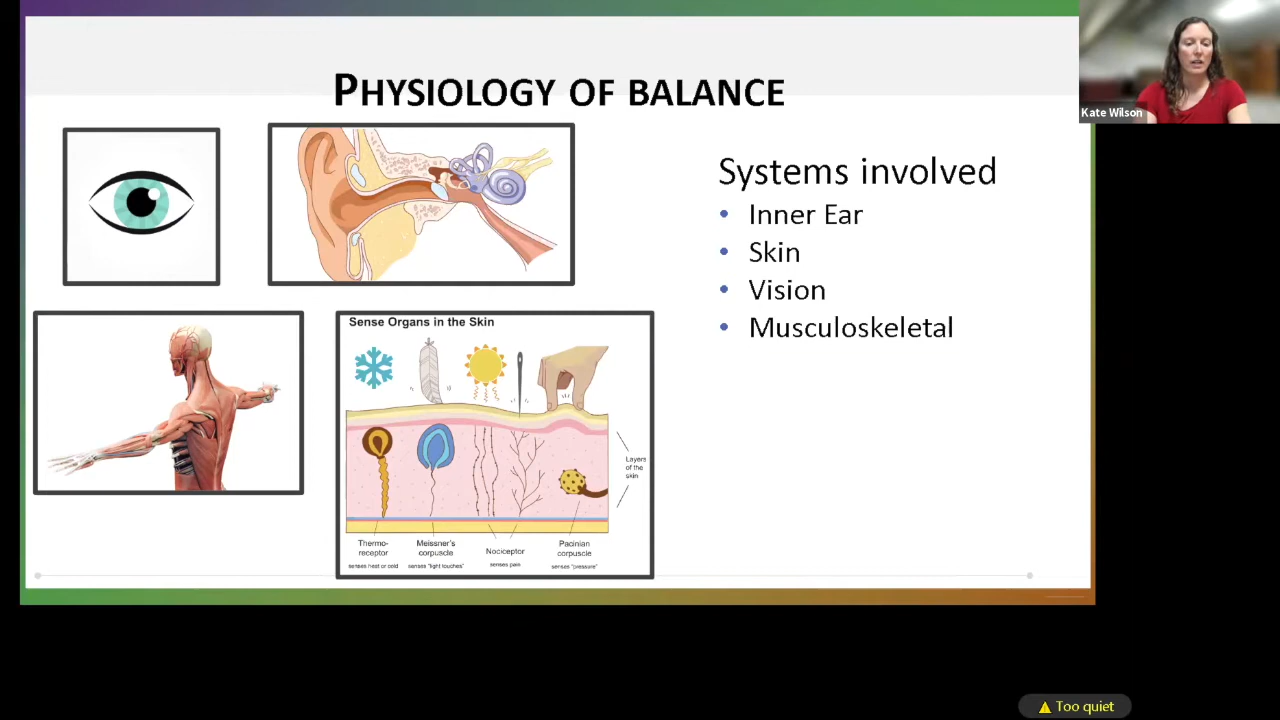 PHYSIOLOGY OF BALANCE
Kate Wilson
Systems involved
• Inner Ear
• Skin
• Vision
• Musculoskeletal
Sense Organs in the Skin
Layers
of the
skin
Thermo-
receptor
senses heat or cold
Meissner's
corpuscle
senses "light touches"
Nociceptor
senses pain
Pacinian
corpuscle
senses "pressure"
Too quiet